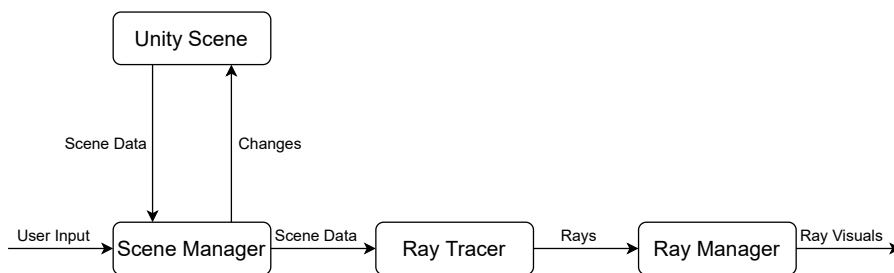 Unity Scene
Scene Data
Changes
User Input
Scene Manager
Scene Data
Ray Tracer
Rays
Ray Manager
Ray Visuals